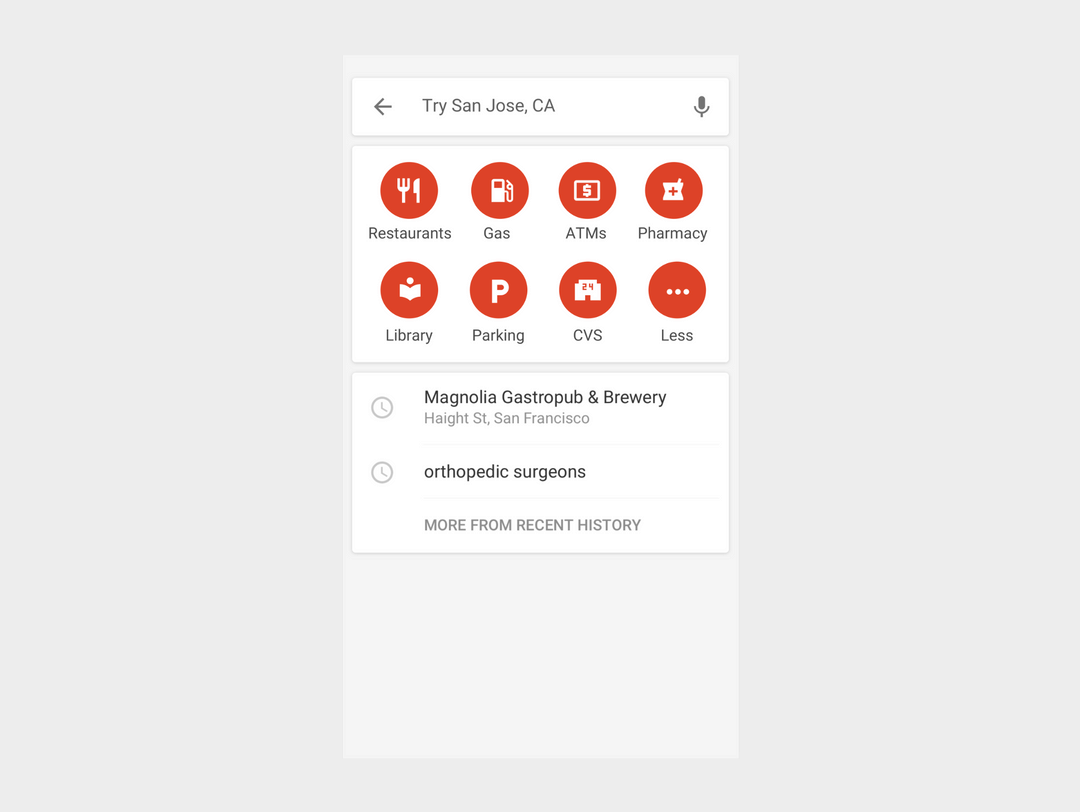 Try San Jose, CA
Restaurants Gas ATMs Pharmacy
P 24
Library Parking CVS Less
Magnolia Gastropub & Brewery
Haight St, San Francisco
orthopedic surgeons
MORE FROM RECENT HISTORY